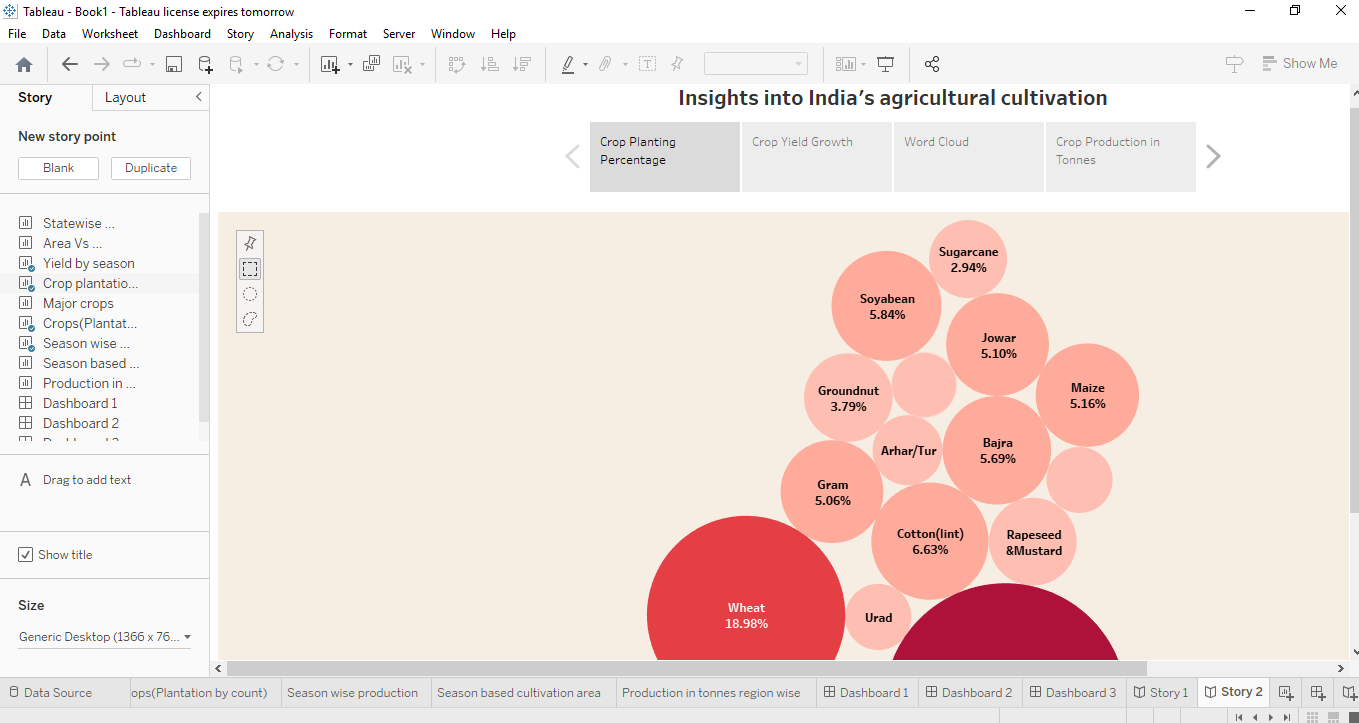 Tableau - Book1 - Tableau license expires tomorrow
File Data Worksheet Dashboard Story Analysis Format Server Window Help
Show Me
Story Layout
New story point
Blank Duplicate
Statewise ...
Area Vs ...
Yield by season
Crop plantatio...
Major crops
Crops(Plantat...
Season wise ...
Season based ...
Production in ...
Dashboard 1
Dashboard 2
A Drag to add text
Show title
Size
Generic Desktop (1366 x 76...
Insights into India’s agricultural cultivation
Crop Planting
Percentage
Crop Yield Growth
Word Cloud
Crop Production in
Tonnes
Sugarcane
2.94%
Soyabean
5.84%
Jowar
5.10%
Maize
5.16%
Groundnut
3.79%
Arhar/Tur
Bajra
5.69%
Gram
5.06%
Cotton(lint)
6.63%
Rapeseed
&Mustard
Wheat
18.98%
Urad
Data Source ops(Plantation by count) Season wise production Season based cultivation area Production in tonnes region wise Dashboard 1 Dashboard 2 Dashboard 3 Story 1 Story 2